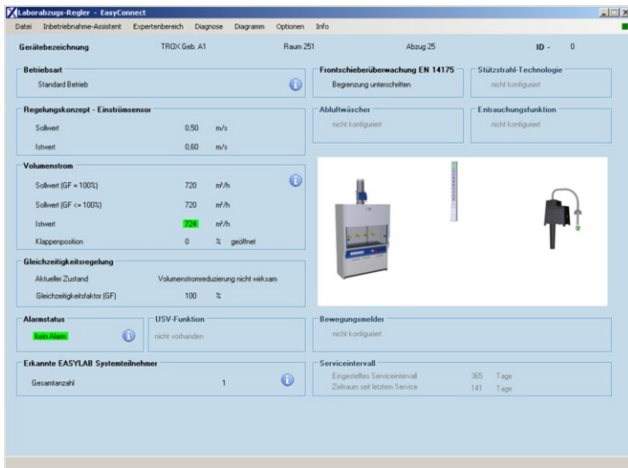 Laborabzugs-Regler - EasyConnect
Datei Inbetriebnahme-Assistent Expertenbereich Diagnose Diagramm Optionen Info
Gerätebezeichnung TROX Geb. A1 Raum 251 Abzug 25 ID - 0
Betriebsart
Standard Betrieb
Frontschieberüberwachung EN 14175
Begrenzung unterschritten
Stützstrahl-Technologie
nicht konfiguriert
Regelungskonzept - Einströmsensor
Sollwert 0,50 m/s
Istwert 0,60 m/s
Abluftwäscher
nicht konfiguriert
Entrauchungsfunktion
nicht konfiguriert
Volumenstrom
Sollwert (GF = 100%) 720 m³/h
Sollwert (GF <= 100%) 720 m³/h
Istwert 724 m³/h
Klappenposition 0 % geöffnet
Gleichzeitigkeitsregelung
Aktueller Zustand Volumenstromreduzierung nicht wirksam
Gleichzeitigkeitsfaktor (GF) 100 %
Alarmstatus
kein Alarm
USV-Funktion
nicht vorhanden
Bewegungsmelder
nicht konfiguriert
Erkannte EASYLAB Systemteilnehmer
Gesamtanzahl 1
Serviceintervall
Eingestelltes Serviceintervall 365 Tage
Zeitraum seit letztem Service 141 Tage